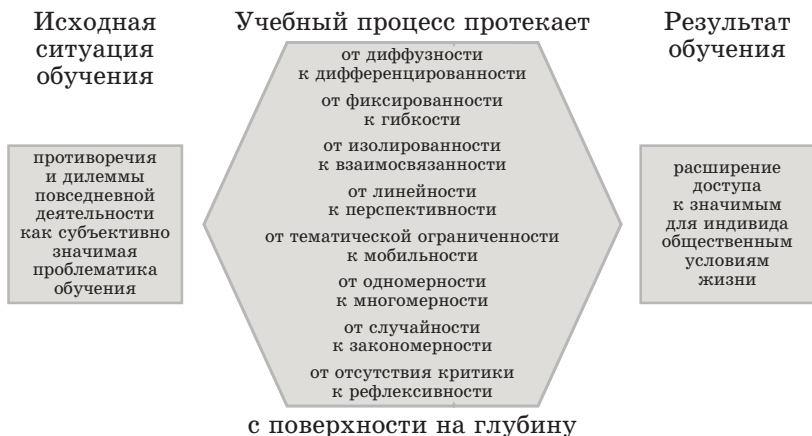 Исходная
ситуация
обучения
противоречия
и дилеммы
повседневной
деятельности
как субъективно
значимая
проблематика
обучения
Учебный процесс протекает
от диффузности
к дифференцированности
от фиксированности
к гибкости
от изолированности
к взаимосвязанности
от линейности
к перспективности
от тематической ограниченности
к мобильности
от одномерности
к многомерности
от случайности
к закономерности
от отсутствия критики
к рефлексивности
с поверхности на глубину
Результат
обучения
расширение
доступа
к значимым
для индивида
общественным
условиям
жизни